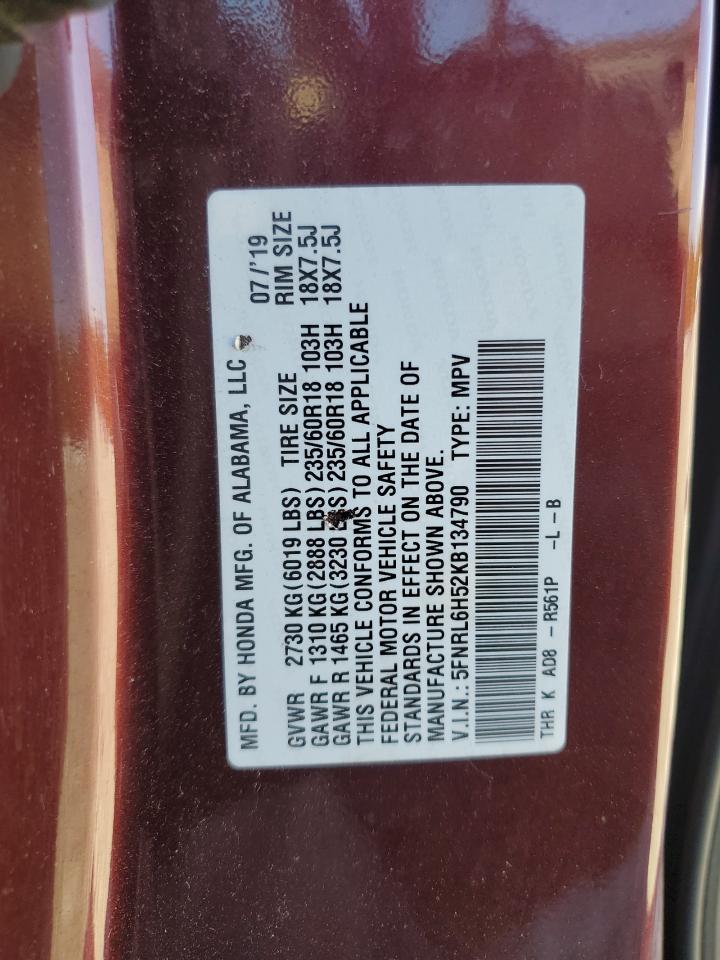 MFD. BY HONDA MFG. OF ALABAMA, LLC 07/'19
GVWR 2730 KG(6019 LBS) TIRE SIZE RIM SIZE
GAWR F 1310 KG(2888 LBS)235/60R18 103H 18X7.5J
GAWR R 1465 KG(3230 LBS)235/60R18 103H 18X7.5J
THIS VEHICLE CONFORMS TO ALL APPLICABLE
FEDERAL MOTOR VEHICLE SAFETY
STANDARDS IN EFFECT ON THE DATE OF
MANUFACTURE SHOWN ABOVE.
V.I.N.: 5FNRL6H52KB134790 TYPE: MPV
THR K AD8 -R561P -L-B